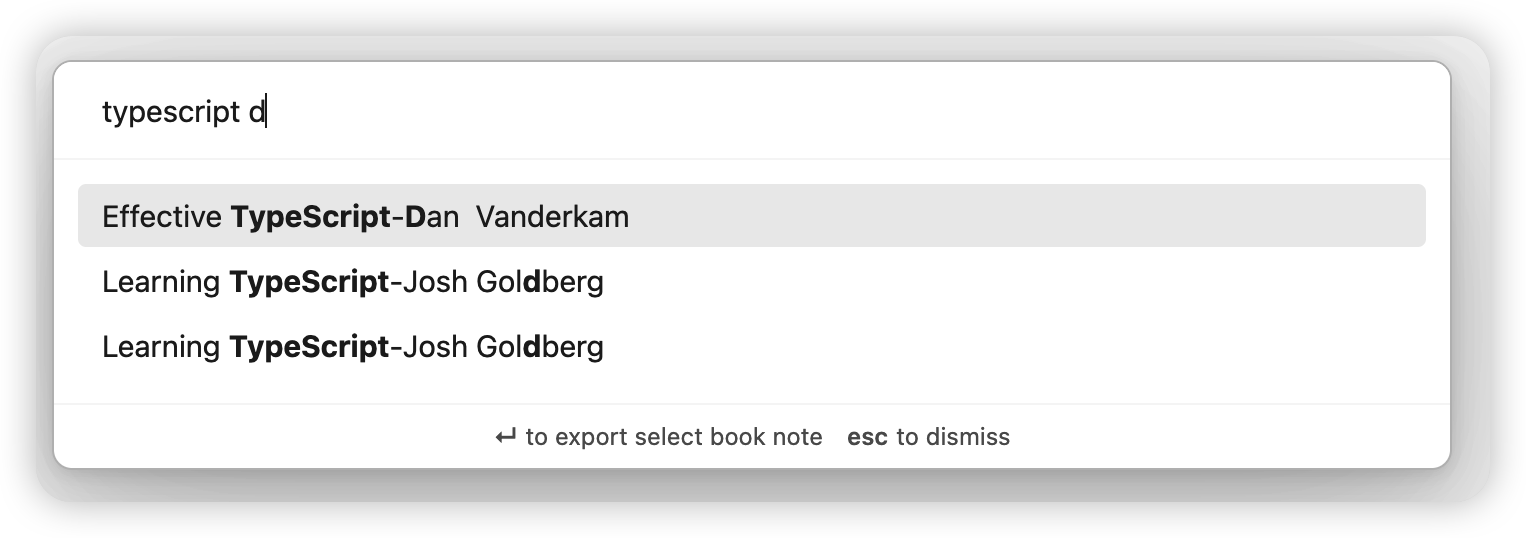 typescript d
Effective TypeScript-Dan  Vanderkam
Learning TypeScript-Josh Goldberg
Learning TypeScript-Josh Goldberg
↵ to export select book note esc to dismiss